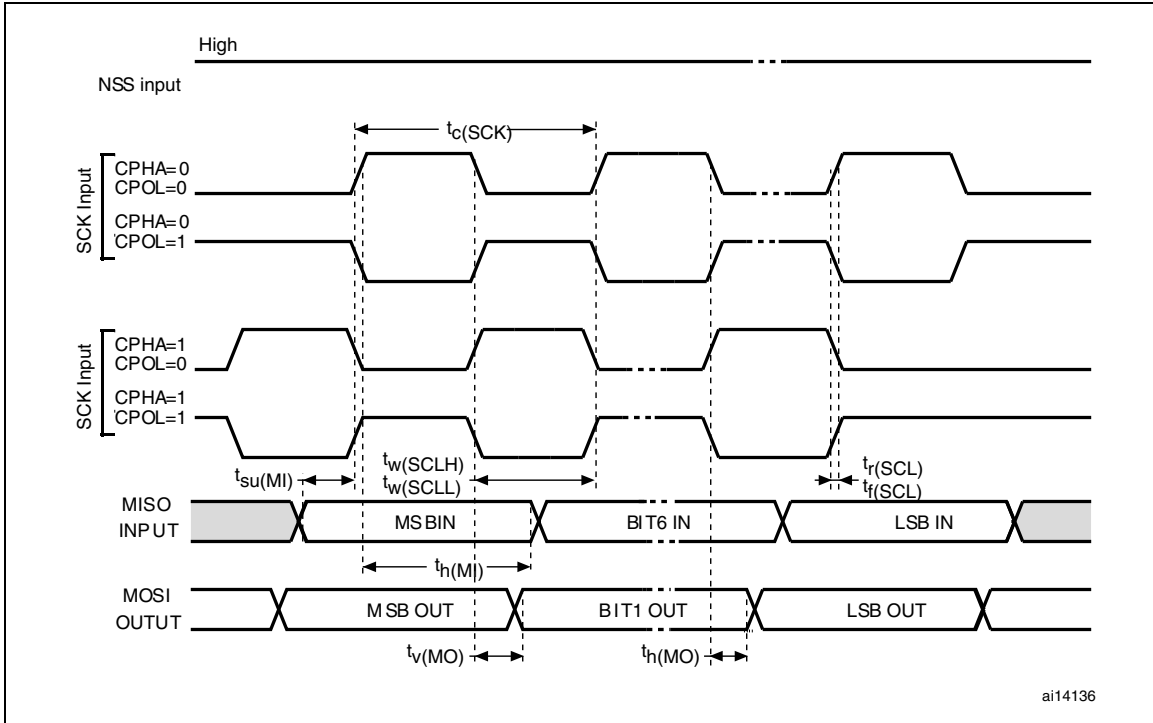 High
NSS input
tc(SCK)
SCK Input
CPHA=0
CPOL=0
CPHA=0
CPOL=1
SCK Input
CPHA=1
CPOL=0
CPHA=1
CPOL=1
tsu(MI)
tw(SCLH)
tw(SCLL)
tr(SCL)
tf(SCL)
MISO
INPUT
MSBIN
BIT6 IN
LSB IN
th(MI)
MOSI
OUTUT
MSB OUT
BIT1 OUT
LSB OUT
tv(MO)
th(MO)
ai14136